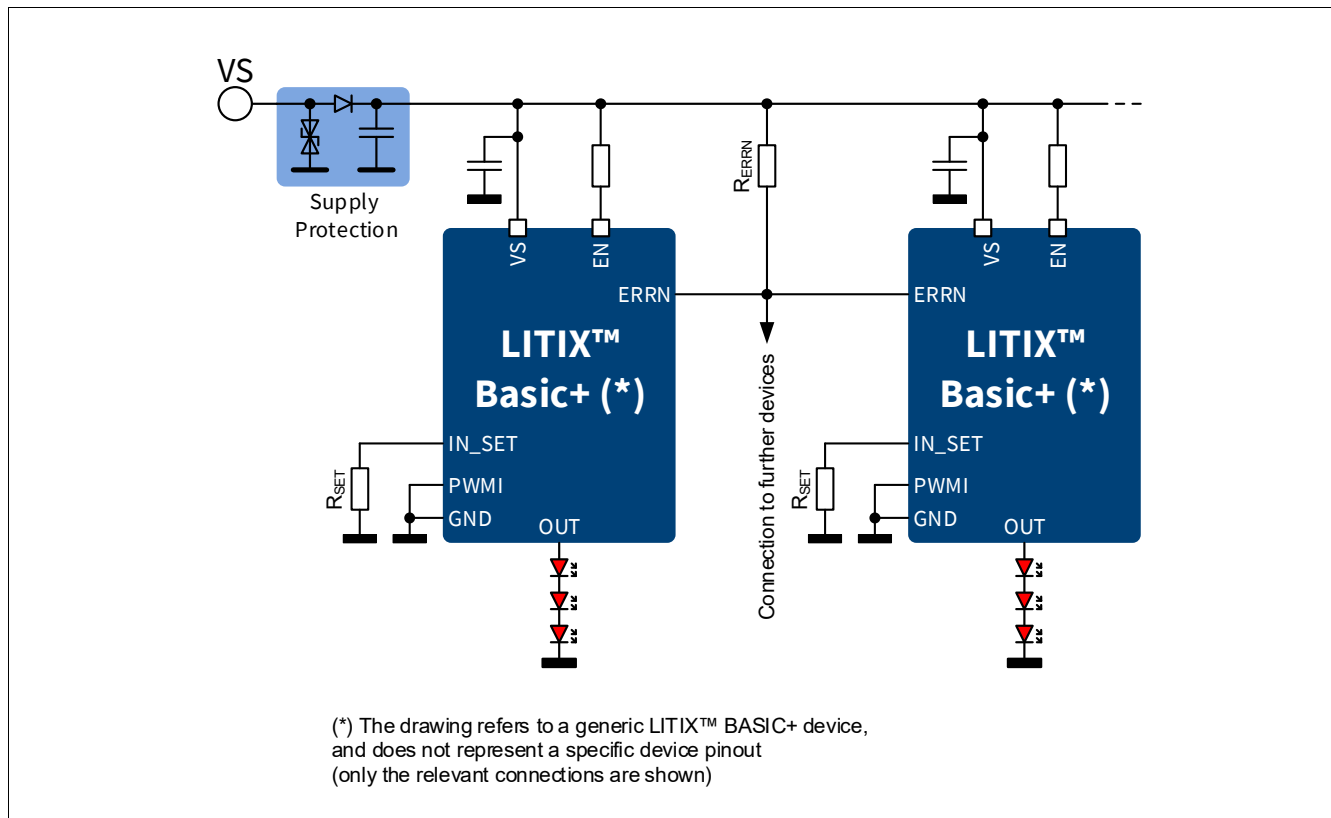 VS
Supply
Protection
VS
EN
ERRN
LITIX™
Basic+ (*)
IN_SET
PWMI
GND
OUT
RSET
RERRN
Connection to further devices
VS
EN
ERRN
LITIX™
Basic+ (*)
IN_SET
PWMI
GND
OUT
RSET
(*) The drawing refers to a generic LITIX™ BASIC+ device,
and does not represent a specific device pinout
(only the relevant connections are shown)